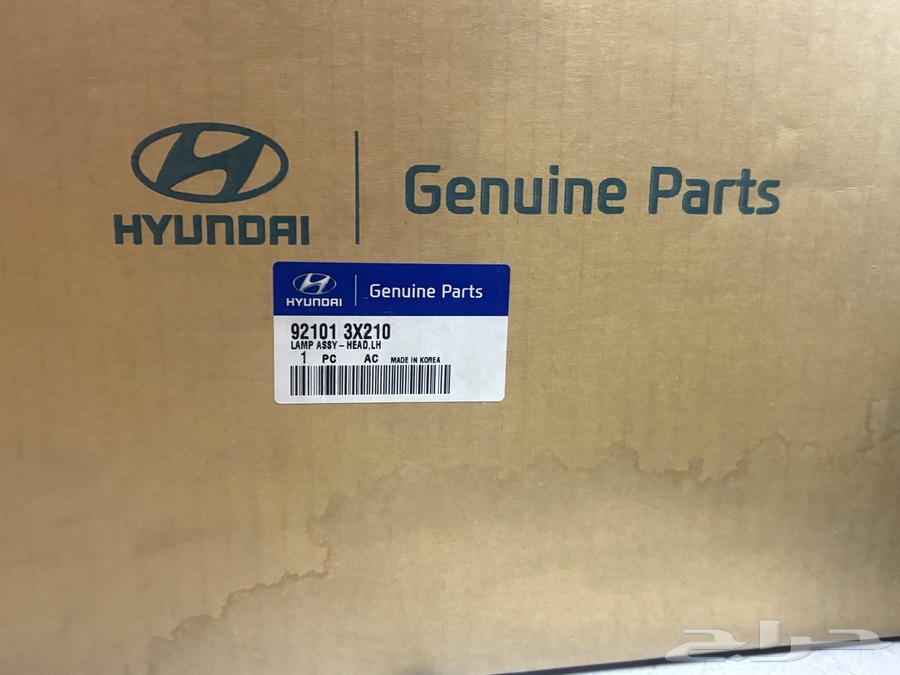 HYUNDAI
Genuine Parts
HYUNDAI
Genuine Parts
92101 3X210
LAMP ASSY-HEAD,LH
1 PC AC MADE IN KOREA
حراج